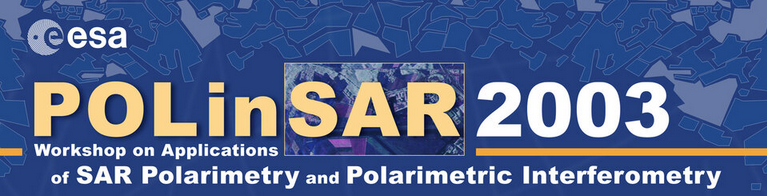 esa
POLinSAR 2003
Workshop on Applications
of SAR Polarimetry and Polarimetric Interferometry